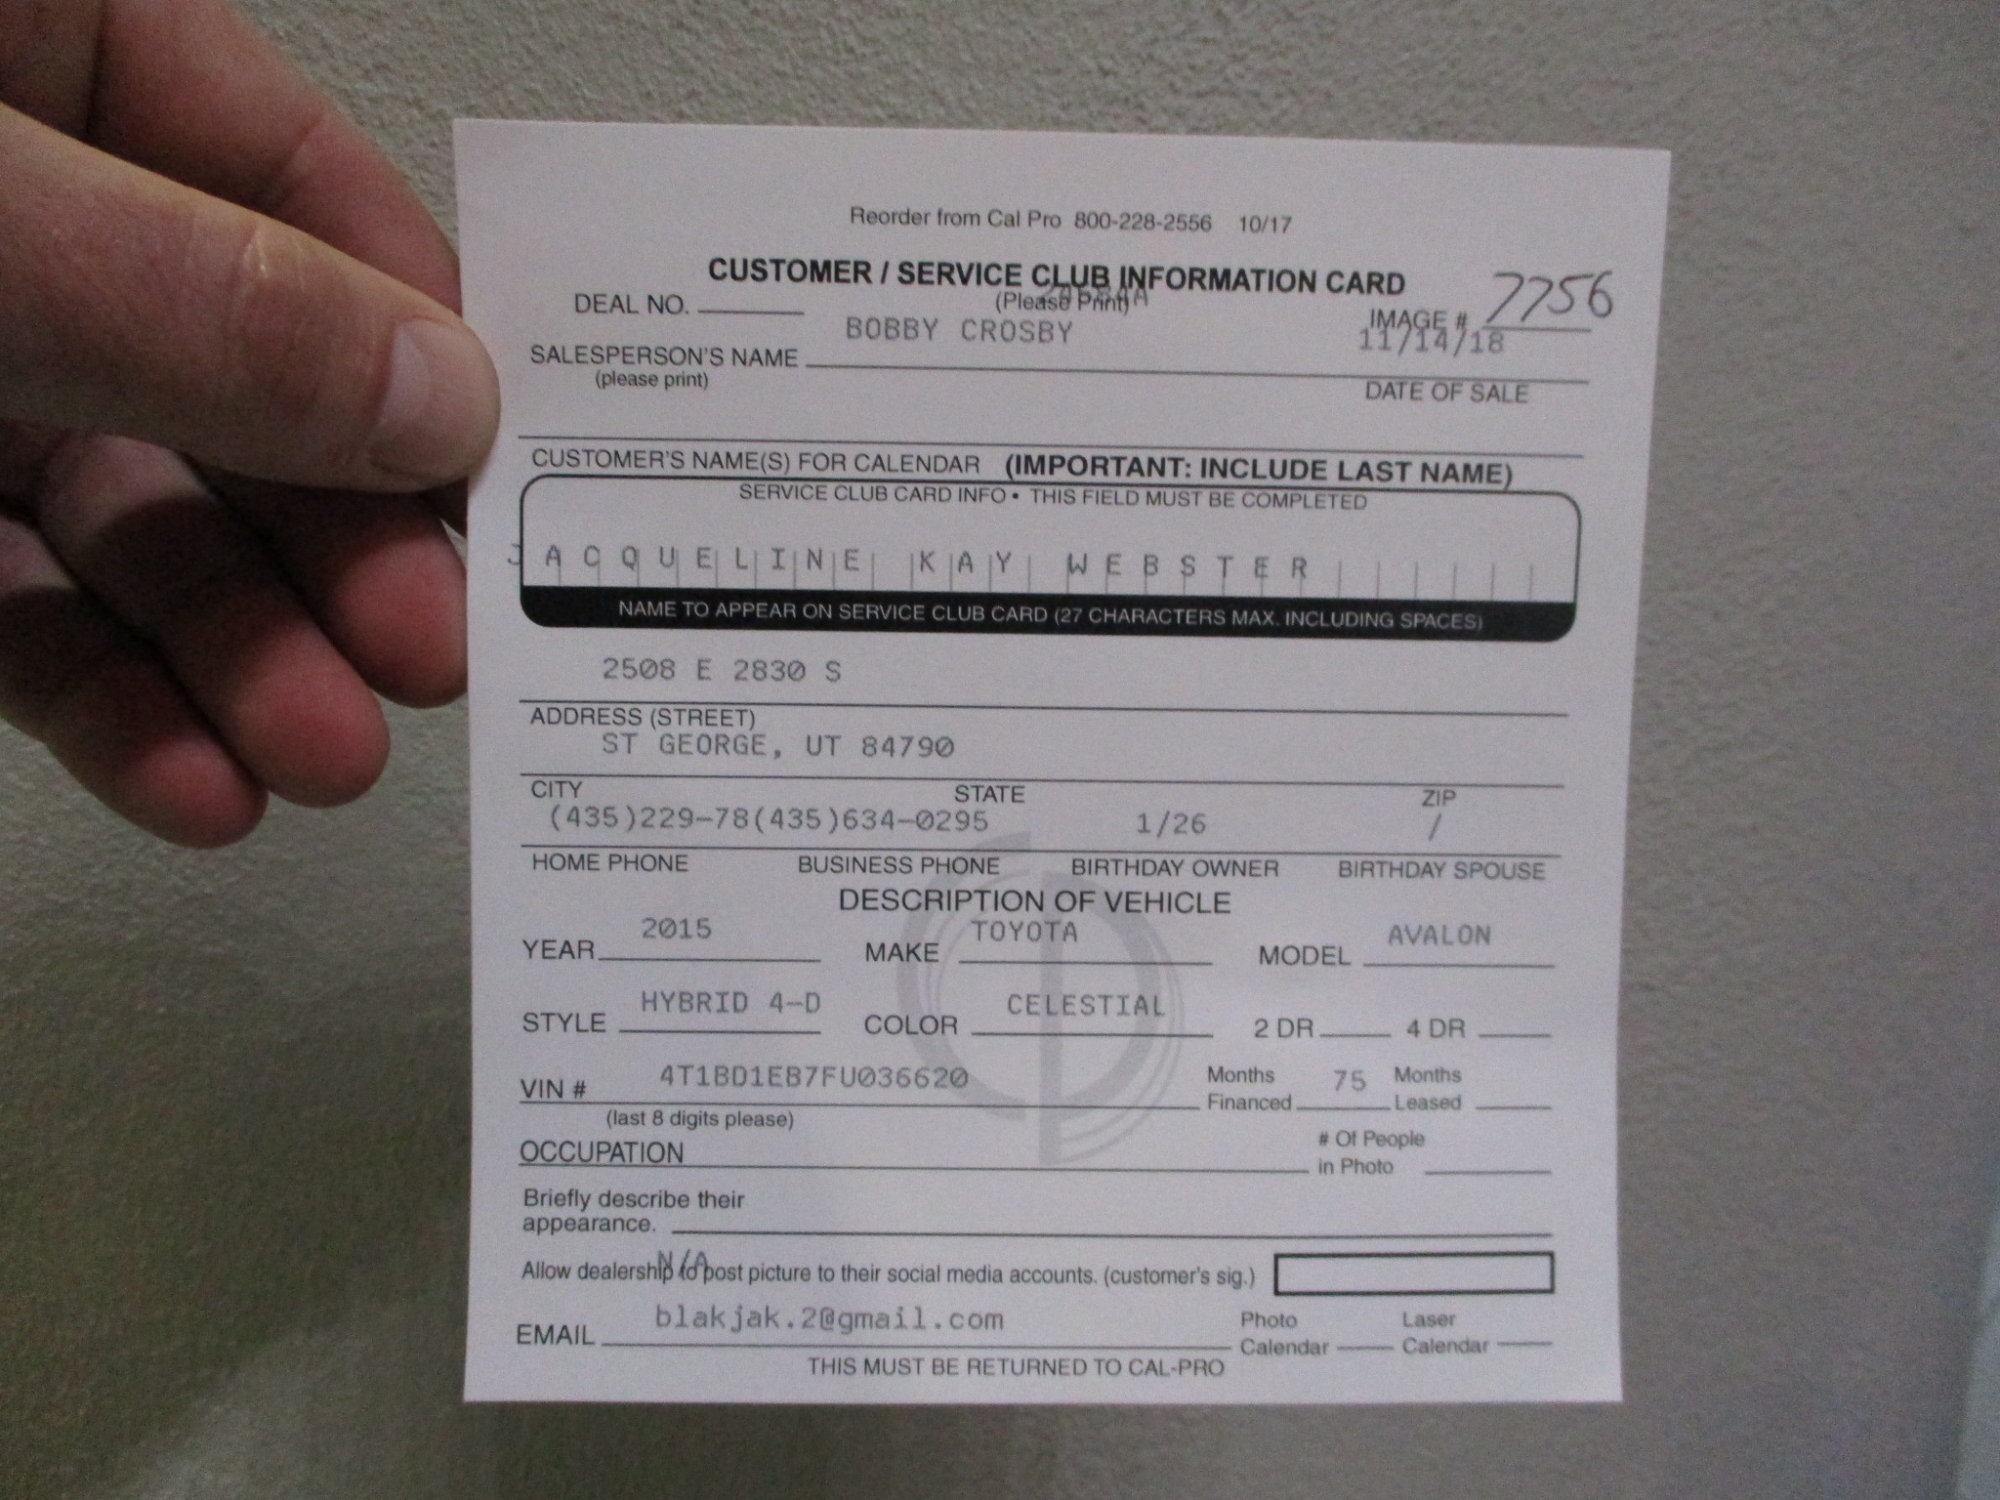 Reorder from Cal Pro 800-228-2556 10/17
CUSTOMER / SERVICE CLUB INFORMATION CARD
DEAL NO. (Please Print) IMAGE # 7756
BOBBY CROSBY 11/14/18
SALESPERSON'S NAME
(please print) DATE OF SALE
CUSTOMER'S NAME(S) FOR CALENDAR (IMPORTANT: INCLUDE LAST NAME)
SERVICE CLUB CARD INFO • THIS FIELD MUST BE COMPLETED
JACQUELINE KAY WEBSTER
NAME TO APPEAR ON SERVICE CLUB CARD (27 CHARACTERS MAX. INCLUDING SPACES)
2508 E 2830 S
ADDRESS (STREET)
ST GEORGE, UT 84790
CITY STATE ZIP
(435)229-78(435)634-0295 1/26 /
HOME PHONE BUSINESS PHONE BIRTHDAY OWNER BIRTHDAY SPOUSE
DESCRIPTION OF VEHICLE
YEAR 2015 MAKE TOYOTA MODEL AVALON
STYLE HYBRID 4-D COLOR CELESTIAL 2 DR 4 DR
VIN # 4T1BD1EB7FU036620 Months Financed 75 Months Leased
(last 8 digits please)
OCCUPATION # Of People in Photo
Briefly describe their
appearance.
N/A
Allow dealership to post picture to their social media accounts. (customer's sig.)
EMAIL blakjak.2@gmail.com Photo Calendar Laser Calendar
THIS MUST BE RETURNED TO CAL-PRO